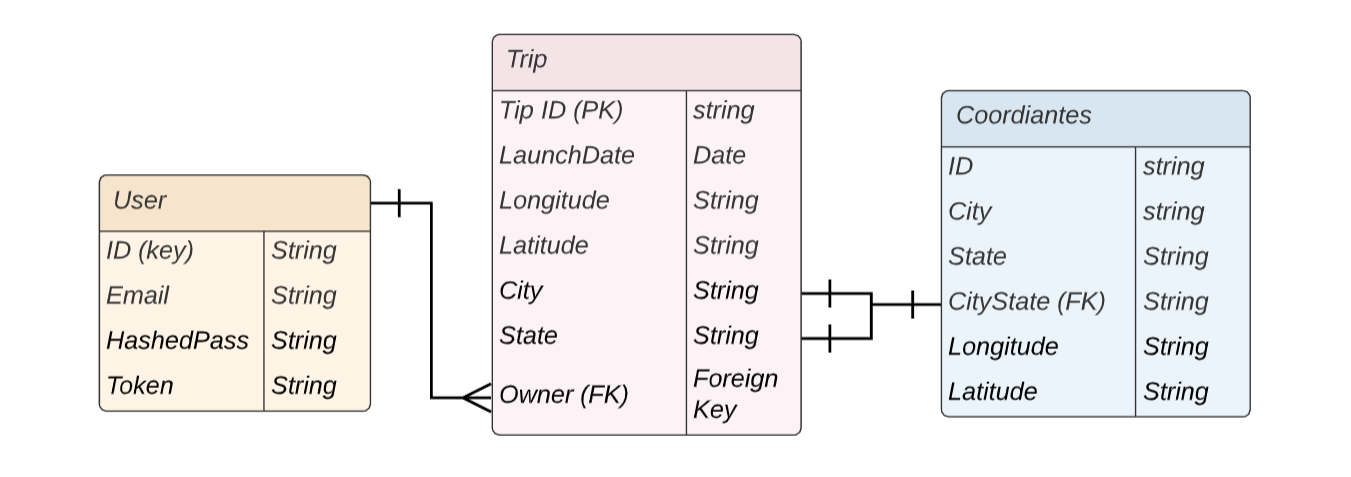 User
ID (key) String
Email String
HashedPass String
Token String
Trip
Tip ID (PK) string
LaunchDate Date
Longitude String
Latitude String
City String
State String
Owner (FK) Foreign
Key
Coordiantes
ID string
City string
State String
CityState (FK) String
Longitude String
Latitude String